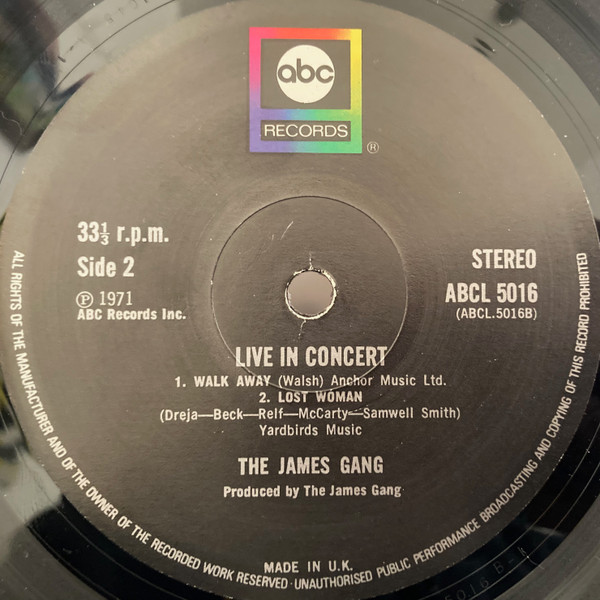 abc
RECORDS
®
33⅓ r.p.m.
Side 2
℗ 1971
ABC Records Inc.
STEREO
ABCL 5016
(ABCL.5016B)
LIVE IN CONCERT
1. WALK AWAY (Walsh) Anchor Music Ltd.
2. LOST WOMAN
(Dreja—Beck—Relf—McCarty—Samwell Smith)
Yardbirds Music
THE JAMES GANG
Produced by The James Gang
MADE IN U.K.
ALL RIGHTS OF THE MANUFACTURER AND OF THE OWNER OF THE RECORDED WORK RESERVED · UNAUTHORISED PUBLIC PERFORMANCE BROADCASTING AND COPYING OF THIS RECORD PROHIBITED